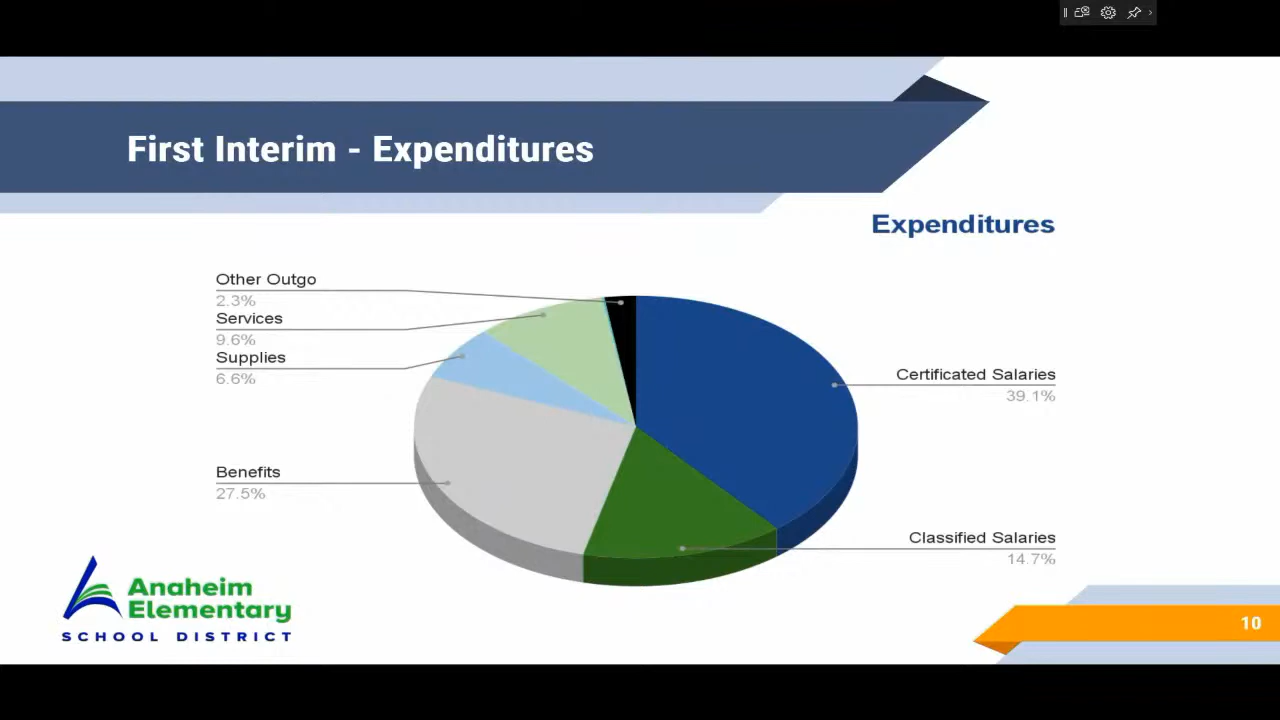 First Interim - Expenditures
Expenditures
Other Outgo
2.3%
Services
9.6%
Supplies
6.6%
Benefits
27.5%
Certificated Salaries
39.1%
Classified Salaries
14.7%
Anaheim
Elementary
SCHOOL DISTRICT
10